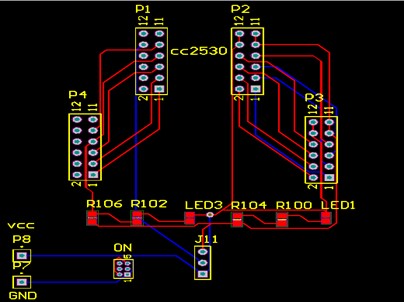 P1 P2
12 11 12 11
cc2530
2 1 2 1
P4 P3
12 11 12 11
2 1 2 1
R106 R102 LED3 R104 R100 LED1
vcc
P8 ON J11
P7
GND